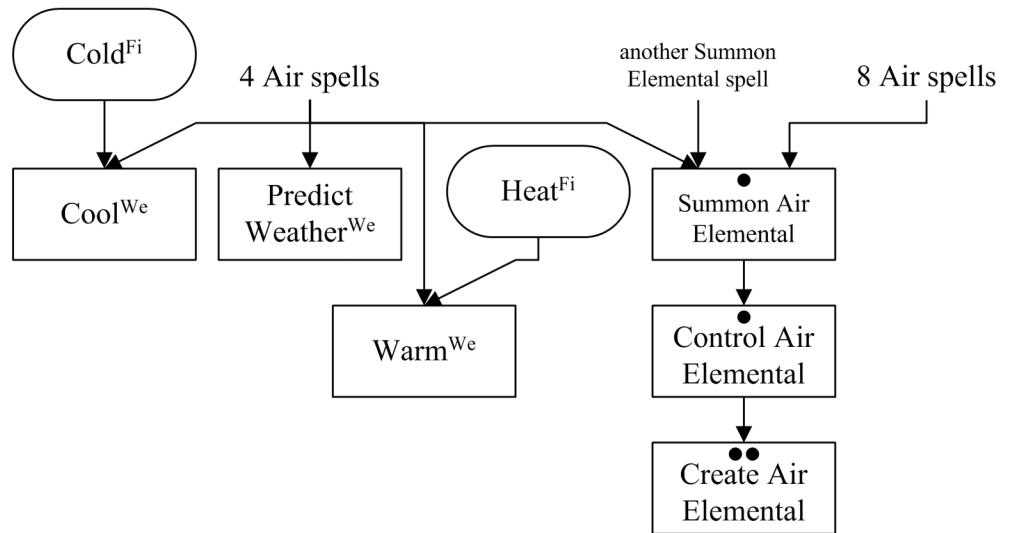 Cold^Fi
4 Air spells
another Summon
Elemental spell
8 Air spells
Cool^We
Predict
Weather^We
Heat^Fi
Summon Air
Elemental
Warm^We
Control Air
Elemental
Create Air
Elemental